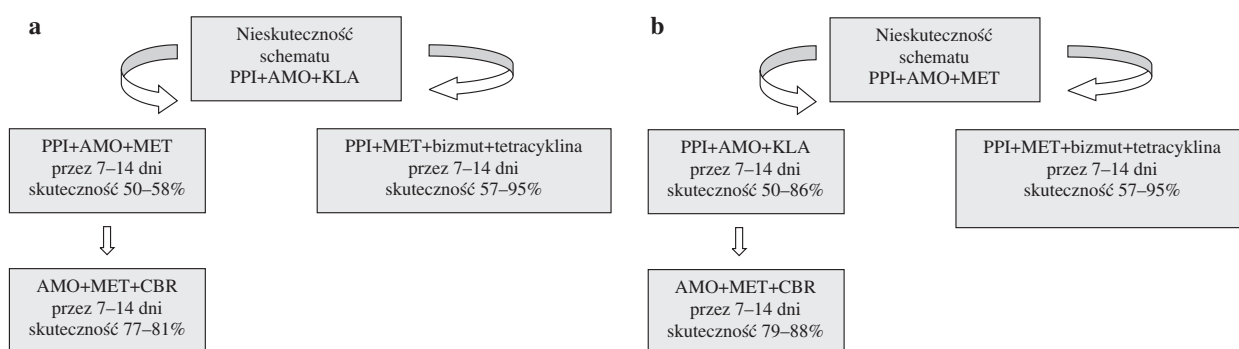 a
Nieskuteczność
schematu
PPI+AMO+KLA
PPI+AMO+MET
przez 7–14 dni
skuteczność 50–58%
PPI+MET+bizmut+tetracyklina
przez 7–14 dni
skuteczność 57–95%
AMO+MET+CBR
przez 7–14 dni
skuteczność 77–81%
b
Nieskuteczność
schematu
PPI+AMO+MET
PPI+AMO+KLA
przez 7–14 dni
skuteczność 50–86%
PPI+MET+bizmut+tetracyklina
przez 7–14 dni
skuteczność 57–95%
AMO+MET+CBR
przez 7–14 dni
skuteczność 79–88%